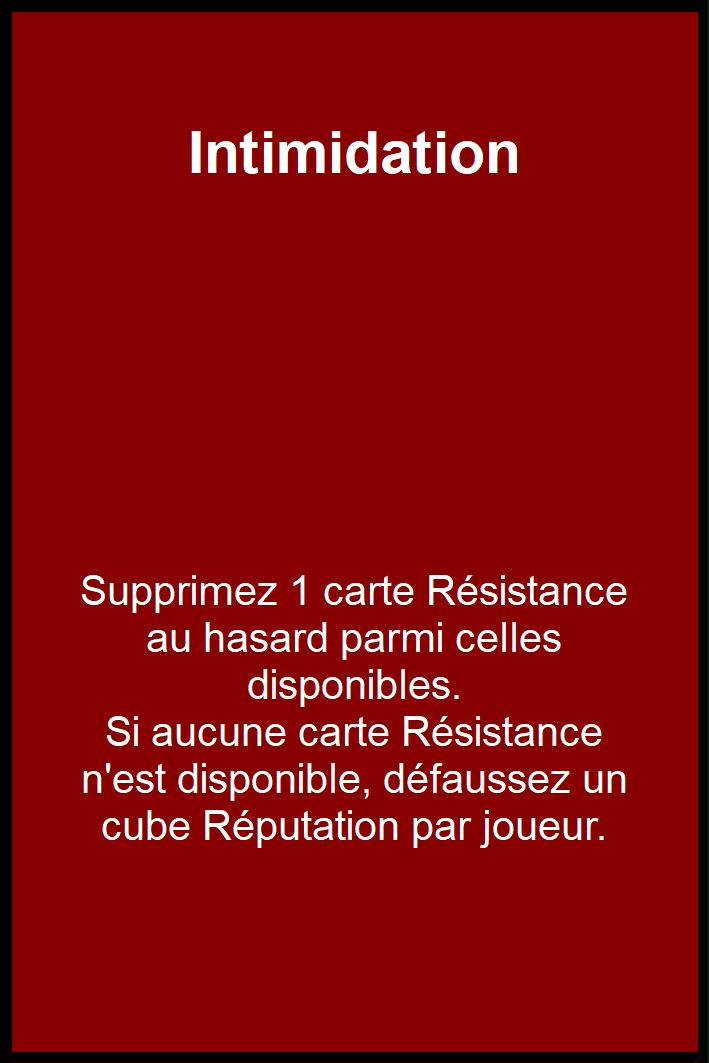 Intimidation
Supprimez 1 carte Résistance
au hasard parmi celles
disponibles.
Si aucune carte Résistance
n'est disponible, défaussez un
cube Réputation par joueur.